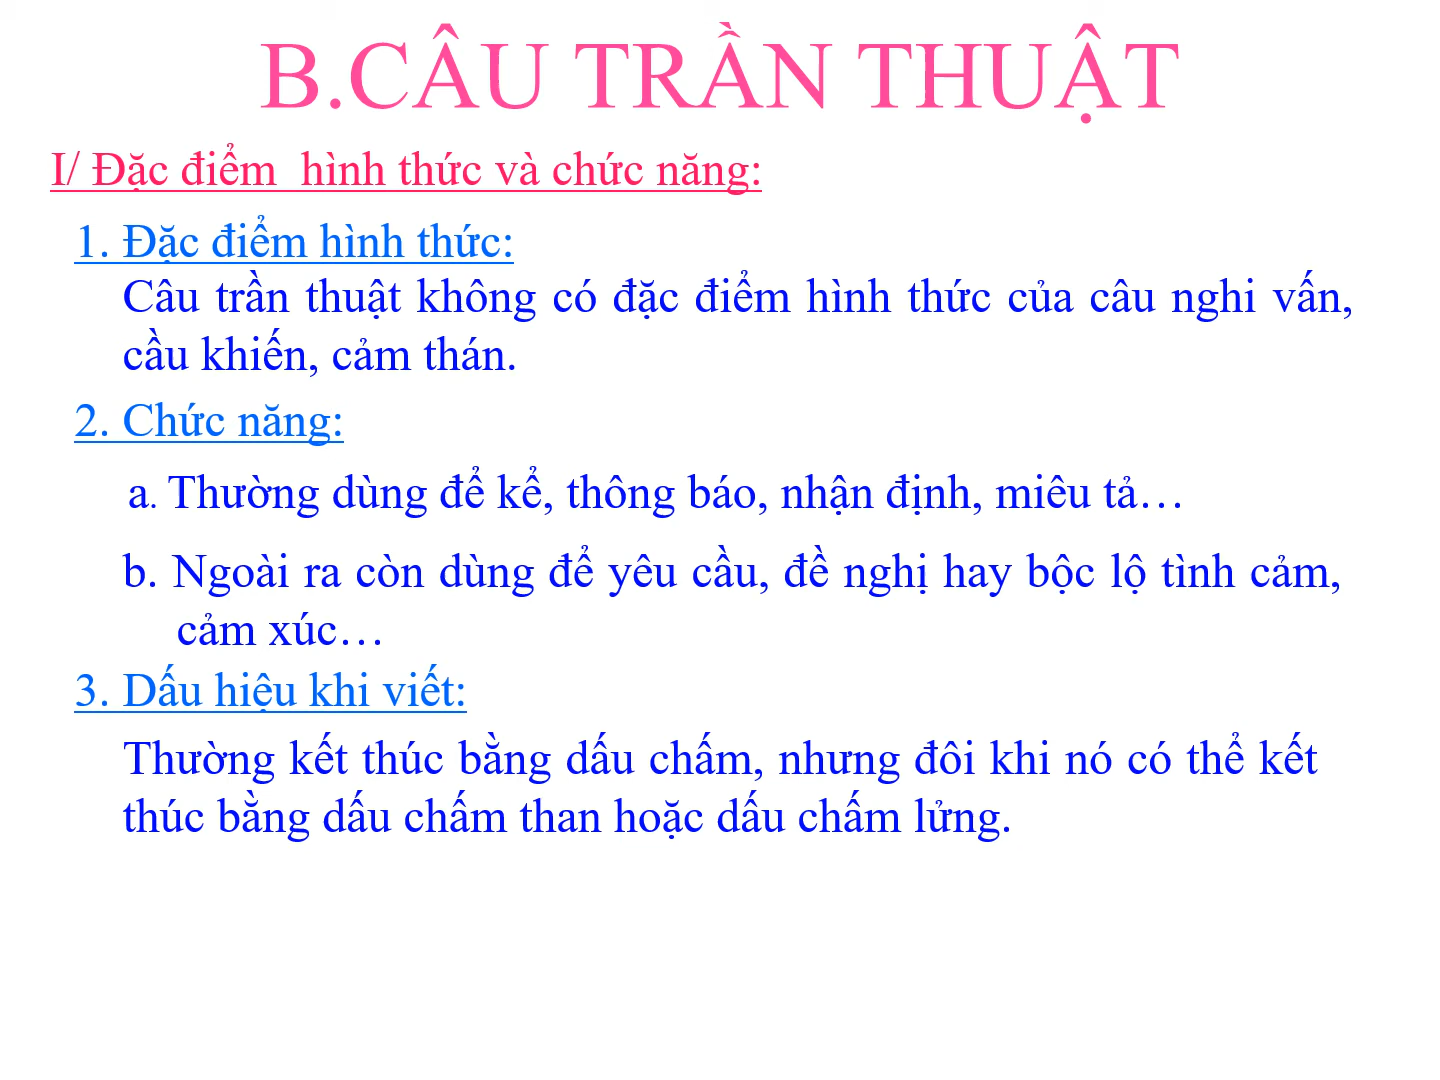 B.CÂU TRẦN THUẬT
I/ Đặc điểm hình thức và chức năng:
1. Đặc điểm hình thức:
Câu trần thuật không có đặc điểm hình thức của câu nghi vấn,
cầu khiến, cảm thán.
2. Chức năng:
a. Thường dùng để kể, thông báo, nhận định, miêu tả…
b. Ngoài ra còn dùng để yêu cầu, đề nghị hay bộc lộ tình cảm,
cảm xúc…
3. Dấu hiệu khi viết:
Thường kết thúc bằng dấu chấm, nhưng đôi khi nó có thể kết
thúc bằng dấu chấm than hoặc dấu chấm lửng.